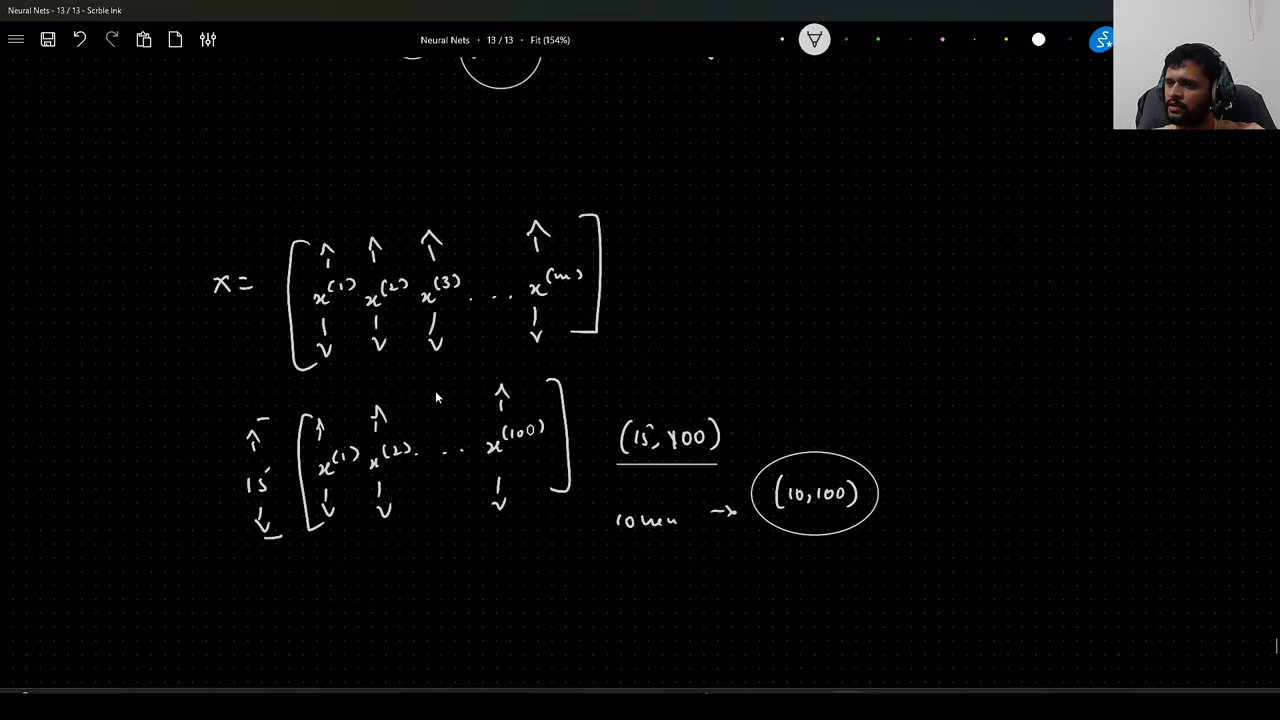 Neural Nets - 13 / 13 - Scrble Ink
Neural Nets • 13 / 13 • Fit (154%)
x = [ x^(1) x^(2) x^(3) . . . x^(m) ]
15 [ x^(1) x^(2) . . . x^(100) ] (15, 100)
→ (10, 100)